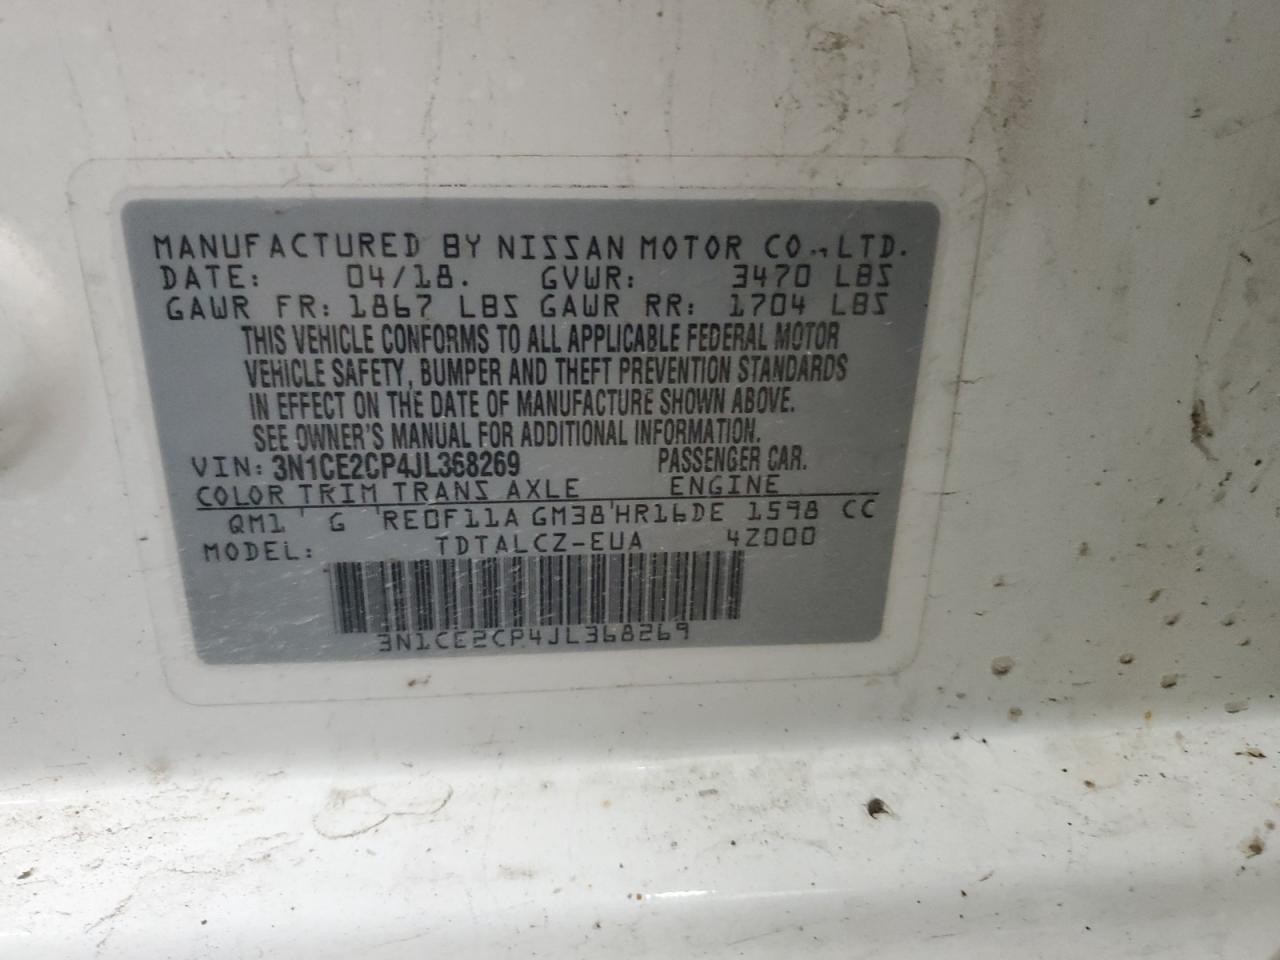 MANUFACTURED BY NISSAN MOTOR CO., LTD.
DATE: 04/18. GVWR: 3470 LBS
GAWR FR: 1867 LBS GAWR RR: 1704 LBS
THIS VEHICLE CONFORMS TO ALL APPLICABLE FEDERAL MOTOR
VEHICLE SAFETY, BUMPER AND THEFT PREVENTION STANDARDS
IN EFFECT ON THE DATE OF MANUFACTURE SHOWN ABOVE.
SEE OWNER'S MANUAL FOR ADDITIONAL INFORMATION.
VIN: 3N1CE2CP4JL368269 PASSENGER CAR.
COLOR TRIM TRANS AXLE ENGINE
QM1 ' G 'RE0F11A GM38'HR16DE 1598 CC
MODEL: TDTALCZ-EUA 4Z000
3N1CE2CP4JL368269